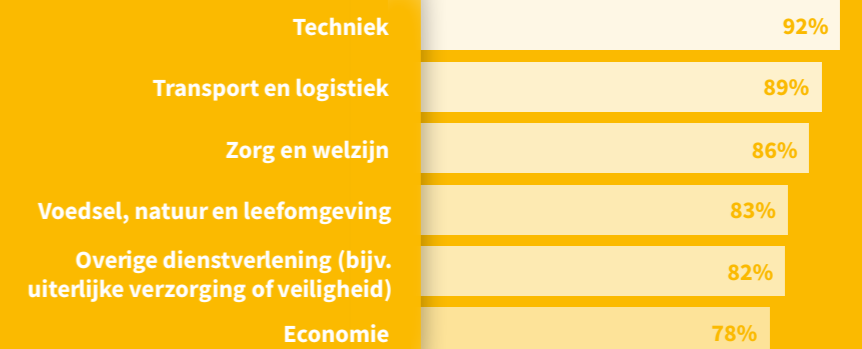 Techniek 92%
Transport en logistiek 89%
Zorg en welzijn 86%
Voedsel, natuur en leefomgeving 83%
Overige dienstverlening (bijv.
uiterlijke verzorging of veiligheid) 82%
Economie 78%